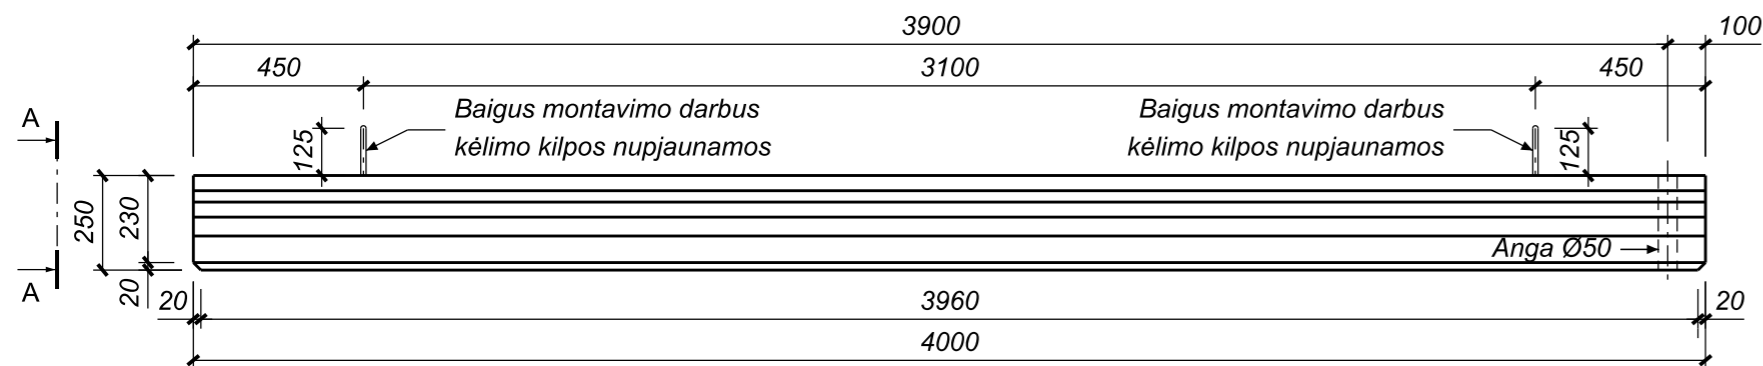 3900
100
450
3100
450
A
Baigus montavimo darbus
kėlimo kilpos nupjaunamos
Baigus montavimo darbus
kėlimo kilpos nupjaunamos
125
125
250
230
20
Anga Ø50
A
20
3960
20
4000